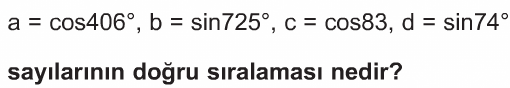 a = cos406°, b = sin725°, c = cos83, d = sin74°
sayılarının doğru sıralaması nedir?